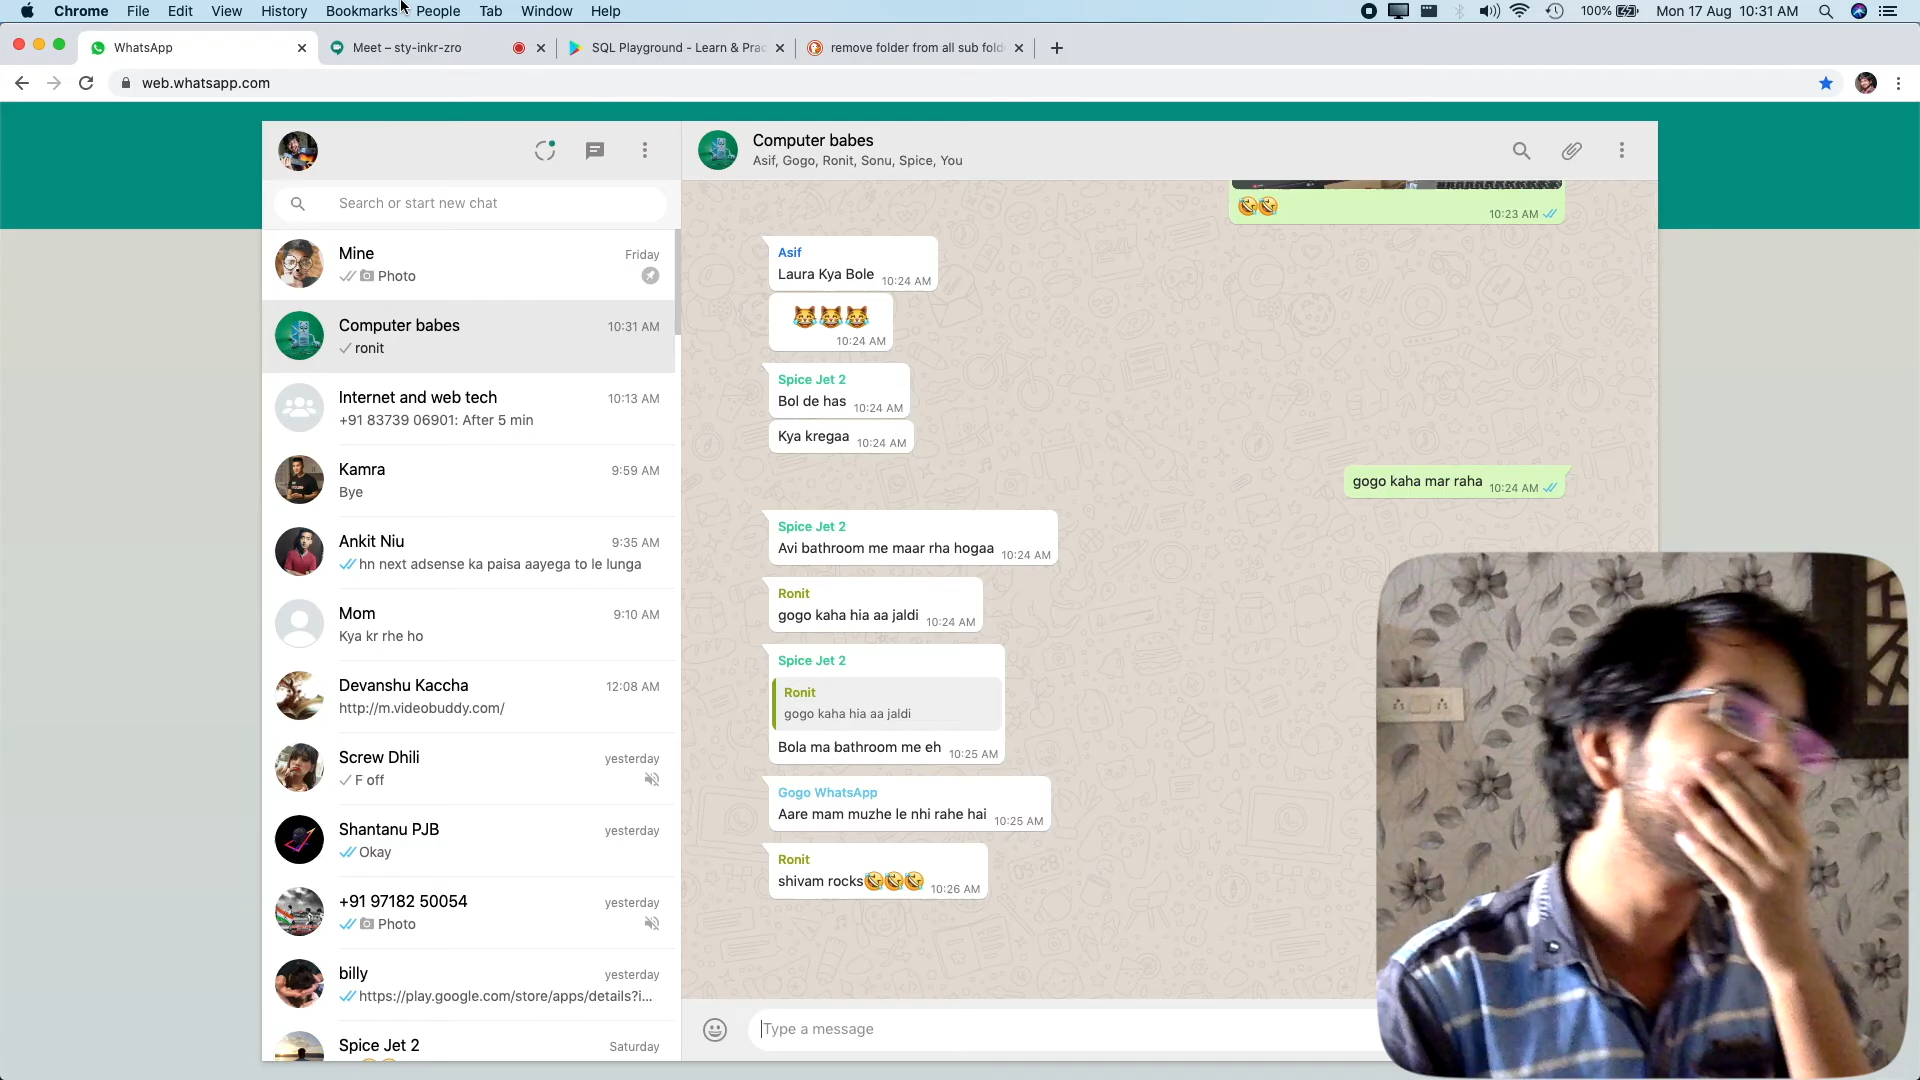 Chrome File Edit View History Bookmarks People Tab Window Help 100% Mon 17 Aug 10:31 AM
WhatsApp Meet – sty-inkr-zro SQL Playground - Learn & Prac remove folder from all sub fold
web.whatsapp.com
Search or start new chat
Mine Friday
Photo
Computer babes 10:31 AM
ronit
Internet and web tech 10:13 AM
+91 83739 06901: After 5 min
Kamra 9:59 AM
Bye
Ankit Niu 9:35 AM
hn next adsense ka paisa aayega to le lunga
Mom 9:10 AM
Kya kr rhe ho
Devanshu Kaccha 12:08 AM
http://m.videobuddy.com/
Screw Dhili yesterday
F off
Shantanu PJB yesterday
Okay
+91 97182 50054 yesterday
Photo
billy yesterday
https://play.google.com/store/apps/details?i...
Spice Jet 2 Saturday
Computer babes
Asif, Gogo, Ronit, Sonu, Spice, You
🤣🤣 10:23 AM
Asif
Laura Kya Bole 10:24 AM
😹😹😹
10:24 AM
Spice Jet 2
Bol de has 10:24 AM
Kya kregaa 10:24 AM
gogo kaha mar raha 10:24 AM
Spice Jet 2
Avi bathroom me maar rha hogaa 10:24 AM
Ronit
gogo kaha hia aa jaldi 10:24 AM
Spice Jet 2
Ronit
gogo kaha hia aa jaldi
Bola ma bathroom me eh 10:25 AM
Gogo WhatsApp
Aare mam muzhe le nhi rahe hai 10:25 AM
Ronit
shivam rocks🤣🤣🤣 10:26 AM
Type a message